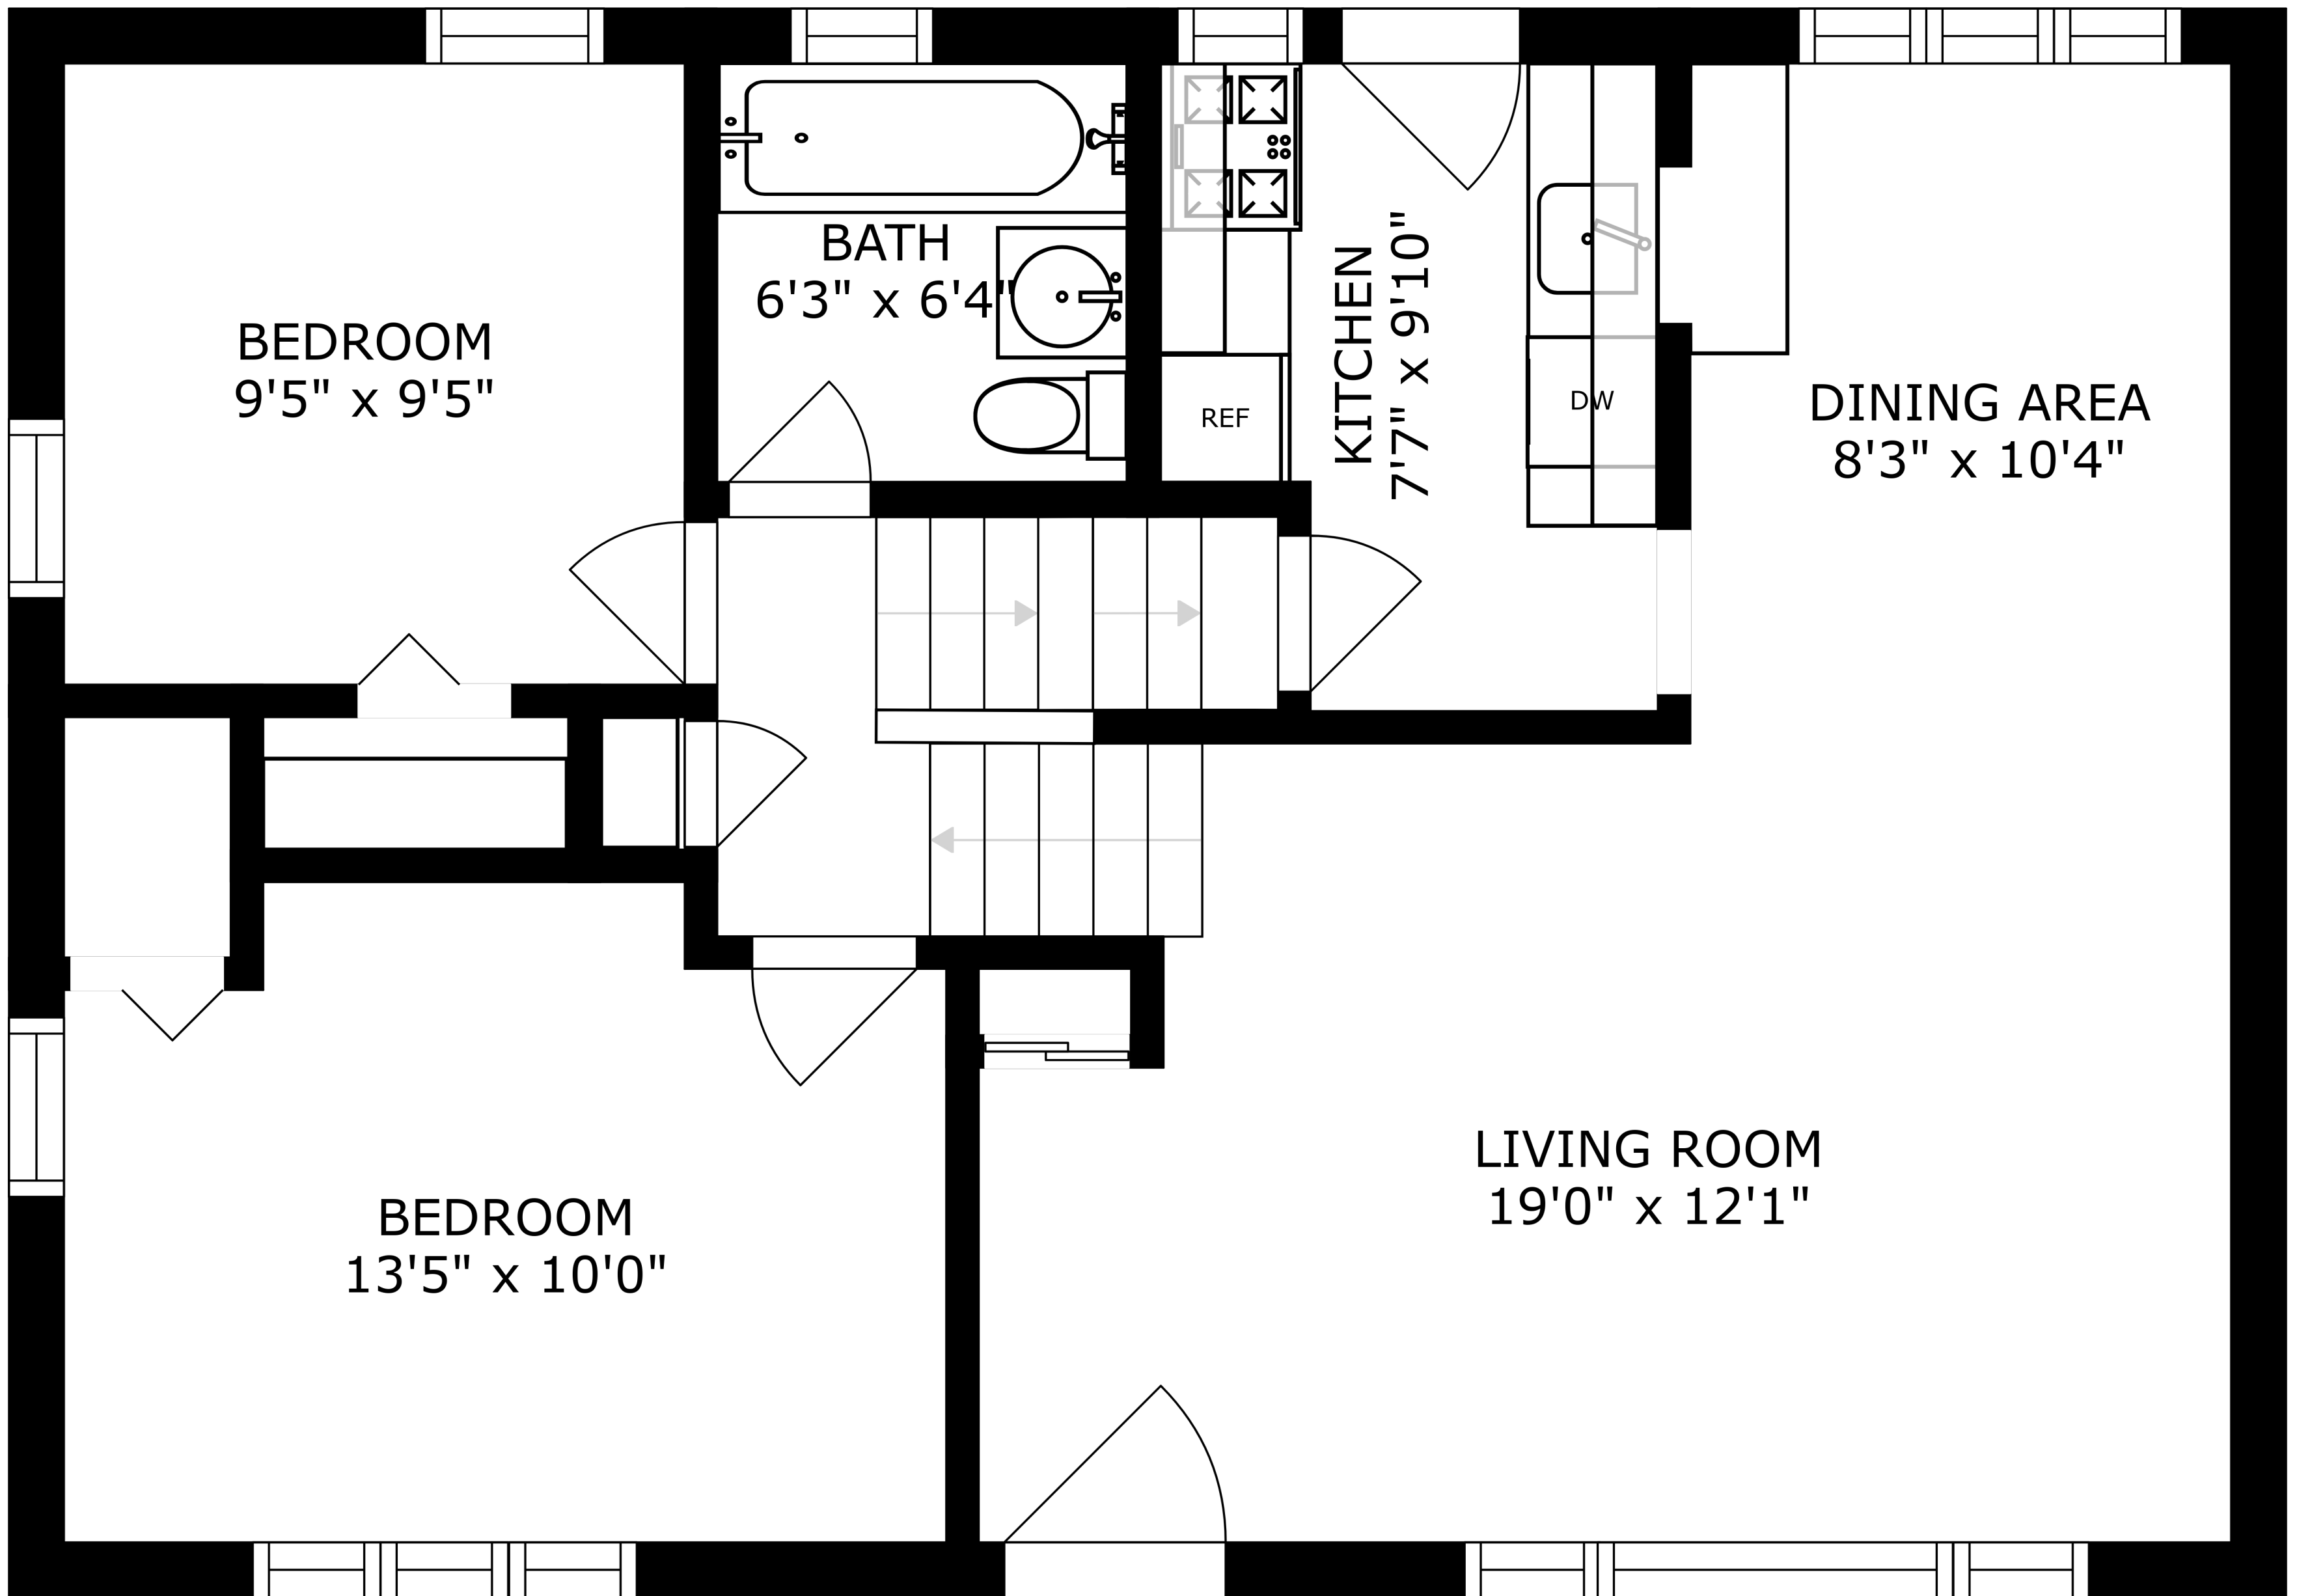 BATH
6'3" x 6'4"
BEDROOM
9'5" x 9'5"
KITCHEN
7'7" x 9'10"
REF
DW
DINING AREA
8'3" x 10'4"
LIVING ROOM
19'0" x 12'1"
BEDROOM
13'5" x 10'0"